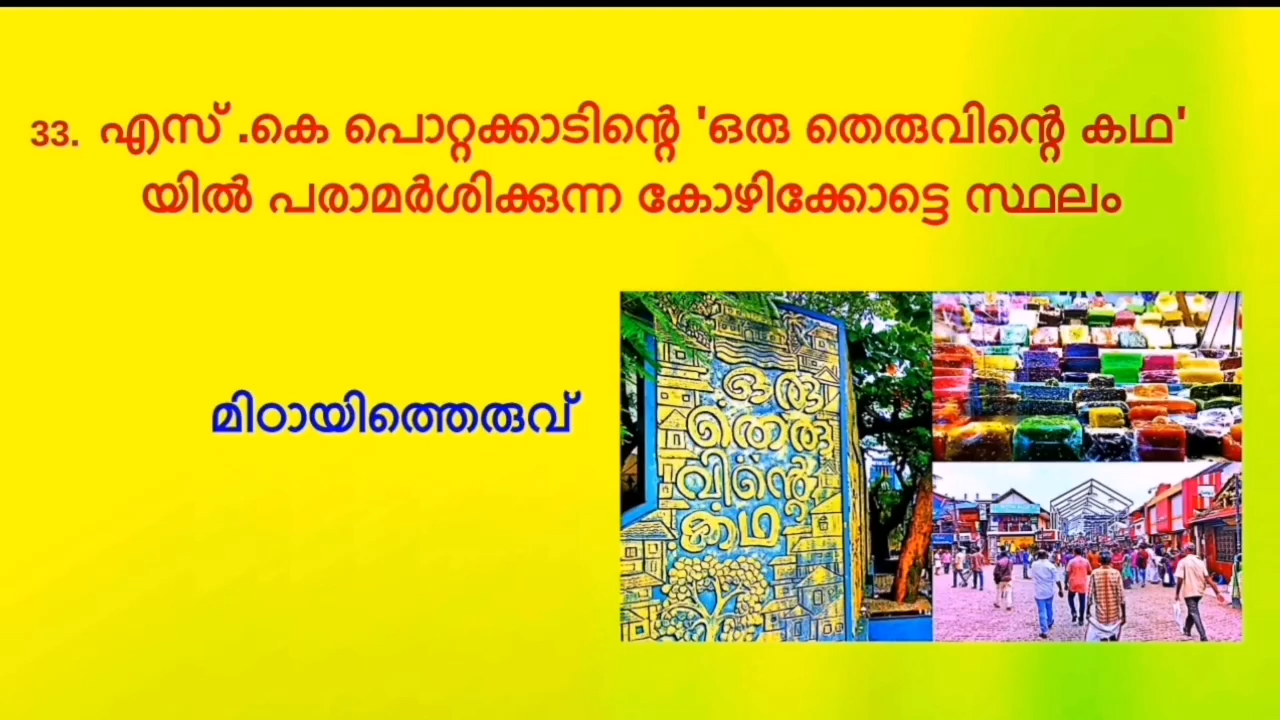 33. എസ് .കെ പൊറ്റക്കാടിന്റെ 'ഒരു തെരുവിന്റെ കഥ'
യിൽ പരാമർശിക്കുന്ന കോഴിക്കോട്ടെ സ്ഥലം
മിഠായിത്തെരുവ്
ഒരു
തെരു
വിന്റെ
കഥ